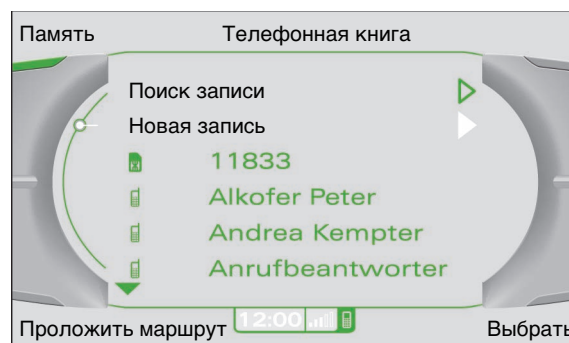 Память Телефонная книга
Поиск записи
Новая запись
11833
Alkofer Peter
Andrea Kempter
Anrufbeantworter
Проложить маршрут 12:00 Выбрать